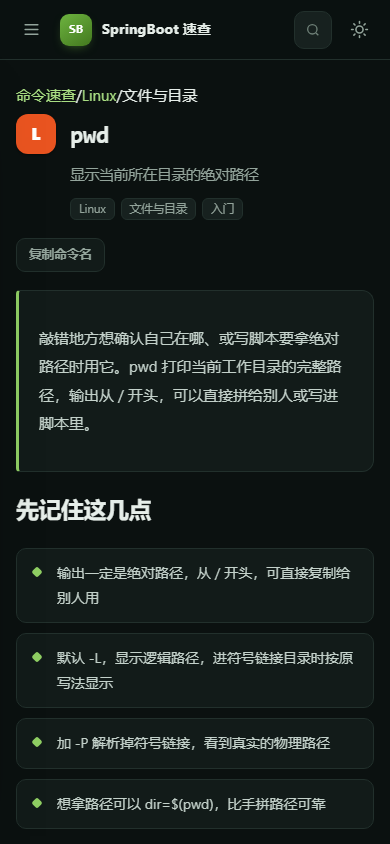 SB SpringBoot 速查
命令速查/Linux/文件与目录
L pwd
显示当前所在目录的绝对路径
Linux 文件与目录 入门
复制命令名
敲错地方想确认自己在哪、或写脚本要拿绝对
路径时用它。pwd 打印当前工作目录的完整路
径，输出从 / 开头，可以直接拼给别人或写进
脚本里。
先记住这几点
输出一定是绝对路径，从 / 开头，可直接复制给
别人用
默认 -L，显示逻辑路径，进符号链接目录时按原
写法显示
加 -P 解析掉符号链接，看到真实的物理路径
想拿路径可以 dir=$(pwd)，比手拼路径可靠